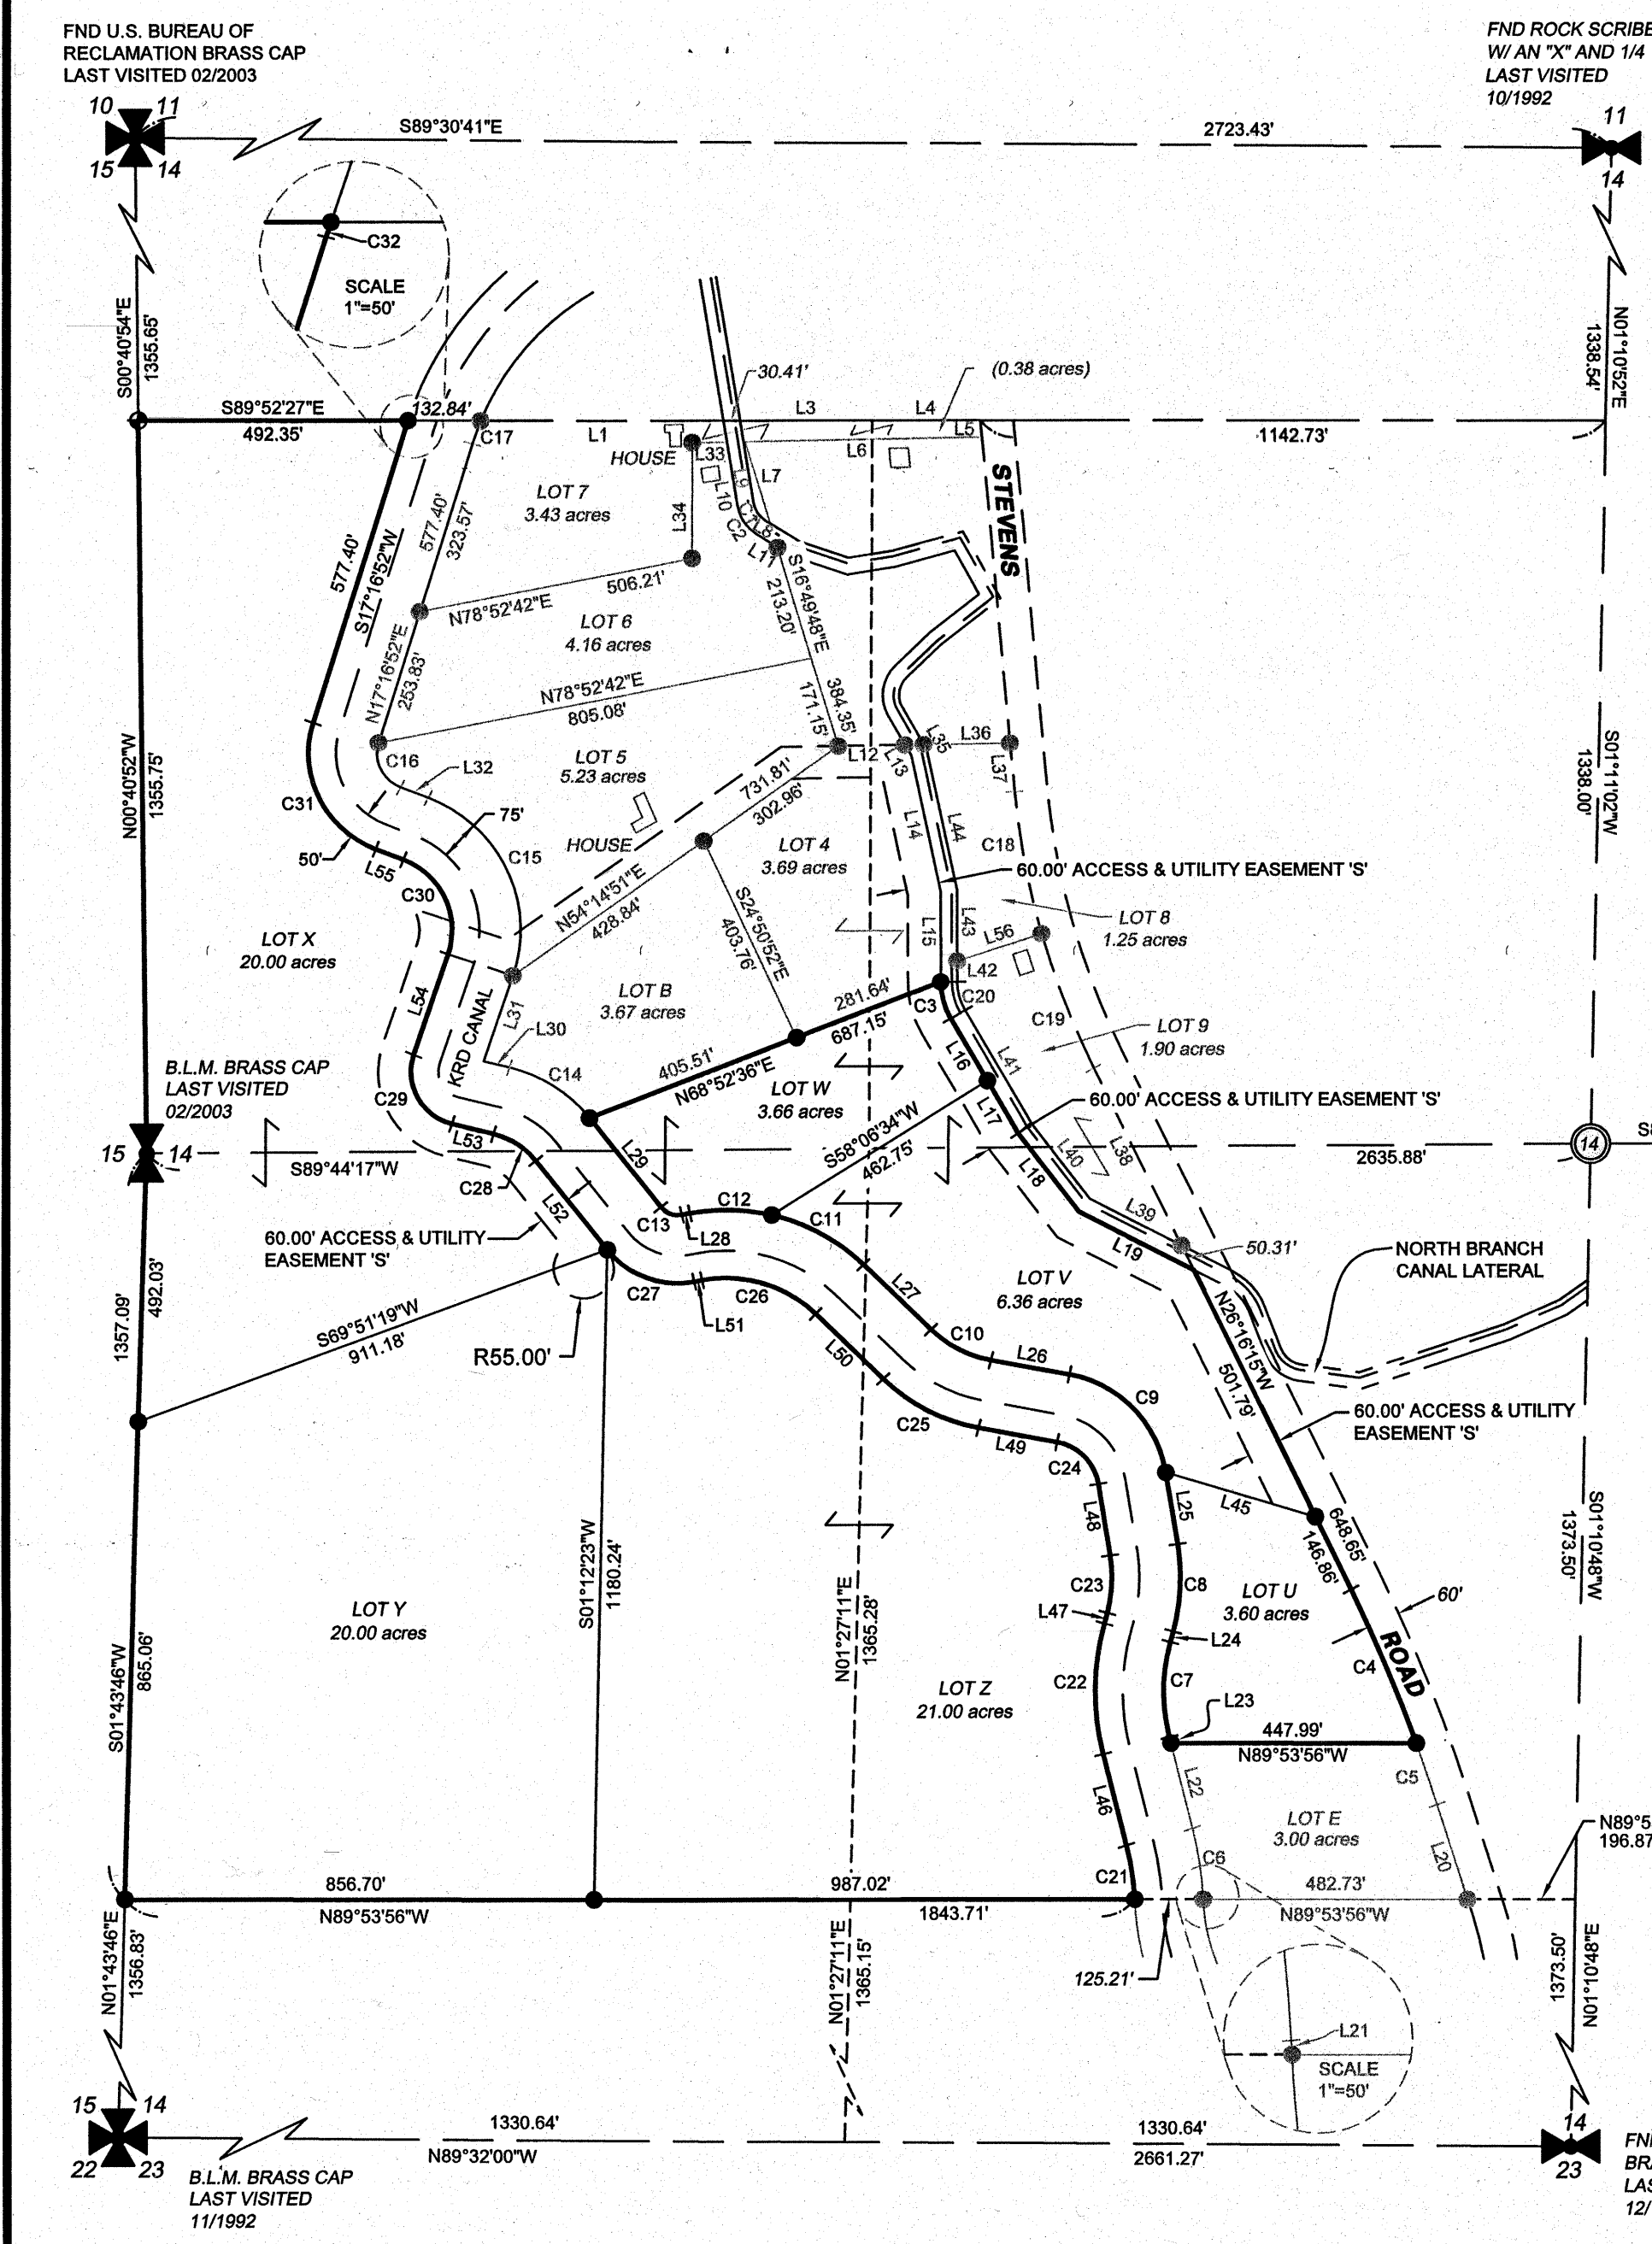 FND U.S. BUREAU OF
RECLAMATION BRASS CAP
LAST VISITED 02/2003
FND ROCK SCRIBE
W/ AN "X" AND 1/4
LAST VISITED
10/1992
10 11
15 14
S89°30'41"E
2723.43'
11
14
C32
SCALE
1"=50'
S00°40'54"E
1355.65'
N01°10'52"E
1338.54'
30.41'
(0.38 acres)
S89°52'27"E
492.35'
132.84'
C17
L1
L3
L4
L5
L6
1142.73'
HOUSE
L33
L7
L9
L10
C7
L8
C2
L11
L34
STEVENS
LOT 7
3.43 acres
577.40'
S17°16'52"W
577.40'
323.57'
506.21'
N78°52'42"E
S16°49'48"E
213.20'
LOT 6
4.16 acres
N17°16'52"E
253.83'
N78°52'42"E
805.08'
384.35'
171.15'
L12
L13
L35
L36
L37
C16
L32
LOT 5
5.23 acres
731.81'
302.96'
C31
75'
50'
L55
C30
C15
HOUSE
LOT 4
3.69 acres
L14
L44
C18
60.00' ACCESS & UTILITY EASEMENT 'S'
N00°40'52"W
1355.75'
S01°11'02"W
1338.00'
N54°14'51"E
428.84'
S24°50'52"E
403.76'
L15
L43
L56
L42
LOT 8
1.25 acres
LOT X
20.00 acres
L54
KRD CANAL
L31
LOT B
3.67 acres
281.64'
687.15'
C3
C20
C19
LOT 9
1.90 acres
L30
C14
405.51'
N68°52'36"E
L16
L41
B.L.M. BRASS CAP
LAST VISITED
02/2003
C29
LOT W
3.66 acres
L17
60.00' ACCESS & UTILITY EASEMENT 'S'
15 14
S89°44'17"W
L53
C28
L29
S58°06'34"W
462.75'
L18
L40
L38
2635.88'
14
S8
L52
C13
C12
L28
C11
L39
L19
50.31'
60.00' ACCESS & UTILITY
EASEMENT 'S'
NORTH BRANCH
CANAL LATERAL
1357.09'
492.03'
S69°51'19"W
911.18'
R55.00'
C27
C26
L51
L27
LOT V
6.36 acres
N26°16'15"W
501.79'
C10
L26
L50
C9
C25
L49
C24
60.00' ACCESS & UTILITY
EASEMENT 'S'
L45
L25
L48
648.65'
146.86'
S01°10'48"W
1373.50'
S01°12'23"W
1180.24'
N01°27'11"E
1365.28'
LOT Y
20.00 acres
C23
L47
C8
LOT U
3.60 acres
60'
L24
ROAD
C4
S01°43'46"W
865.06'
LOT Z
21.00 acres
C22
C7
L23
447.99'
N89°53'56"W
L22
C5
L46
LOT E
3.00 acres
N89°5
196.87
C6
L20
C21
856.70'
N89°53'56"W
987.02'
1843.71'
482.73'
N89°53'56"W
125.21'
N01°43'46"E
1356.83'
N01°27'11"E
1365.15'
1373.50'
N01°10'48"E
L21
SCALE
1"=50'
15 14
22 23
1330.64'
N89°32'00"W
1330.64'
2661.27'
14
23
B.L.M. BRASS CAP
LAST VISITED
11/1992
FN
BRA
LAS
12/